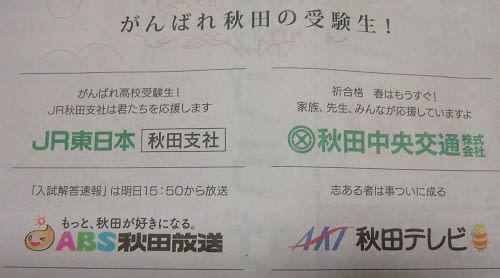 がんばれ秋田の受験生!
がんばれ高校受験生!
JR秋田支社は君たちを応援します
JR東日本 秋田支社
祈合格 春はもうすぐ!
家族、先生、みんなが応援していますよ
秋田中央交通株式会社
「入試解答速報」は明日15:50から放送
もっと、秋田が好きになる。
ABS秋田放送
志ある者は事ついに成る
AKT 秋田テレビ